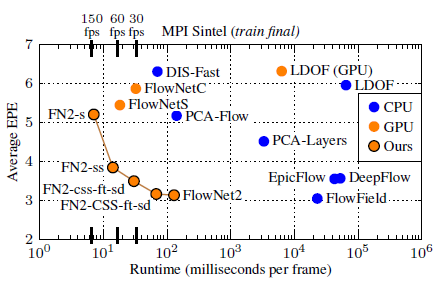 150 60 30
fps fps fps
MPI Sintel (train final)
7
6
5
4
3
2
Average EPE
DIS-Fast
LDOF (GPU)
FlowNetC
LDOF
FlowNetS
CPU
FN2-s
PCA-Flow
GPU
Ours
PCA-Layers
FN2-ss
EpicFlow
DeepFlow
FN2-css-ft-sd
FlowNet2
FN2-CSS-ft-sd
FlowField
10^0 10^1 10^2 10^3 10^4 10^5 10^6
Runtime (milliseconds per frame)